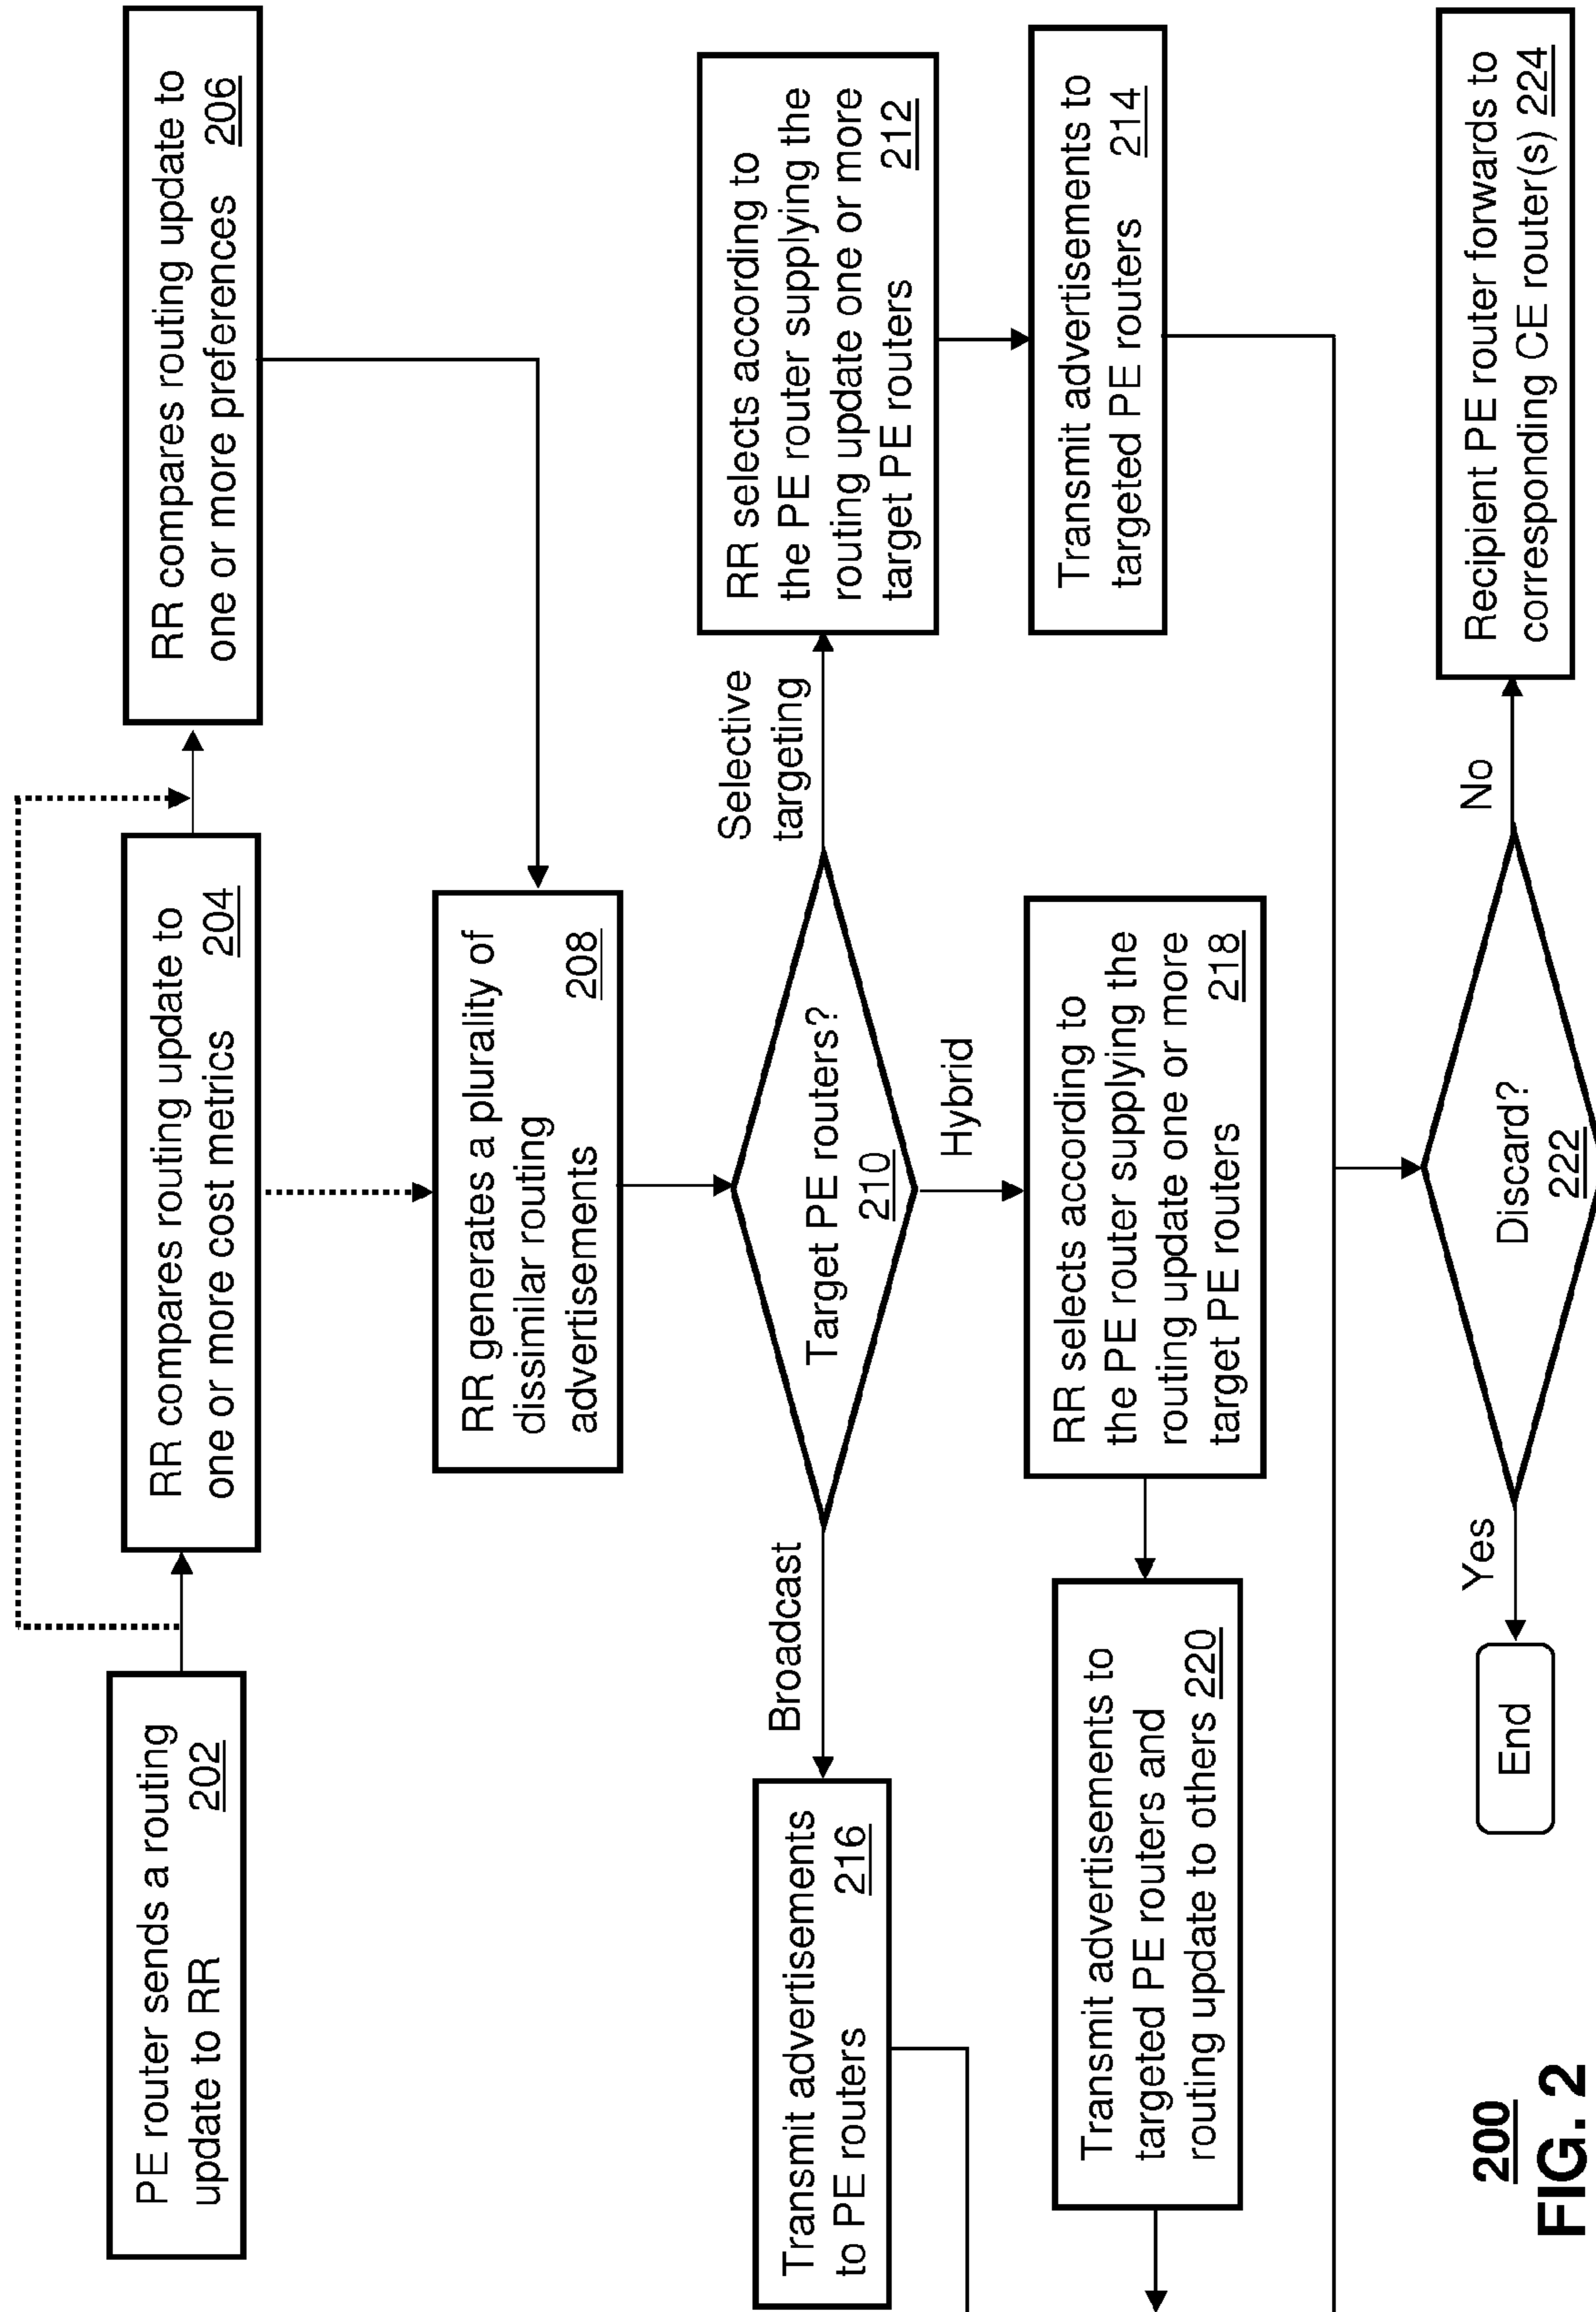 PE router sends a routing
update to RR 202
RR compares routing update to
one or more cost metrics 204
RR compares routing update to
one or more preferences 206
RR generates a plurality of
dissimilar routing
advertisements 208
Target PE routers?
210
Broadcast
Selective
targeting
Hybrid
Transmit advertisements
to PE routers 216
RR selects according to
the PE router supplying the
routing update one or more
target PE routers 212
Transmit advertisements to
targeted PE routers 214
RR selects according to
the PE router supplying the
routing update one or more
target PE routers 218
Transmit advertisements to
targeted PE routers and
routing update to others 220
Discard?
222
Yes
No
End
Recipient PE router forwards to
corresponding CE router(s) 224
200
FIG. 2